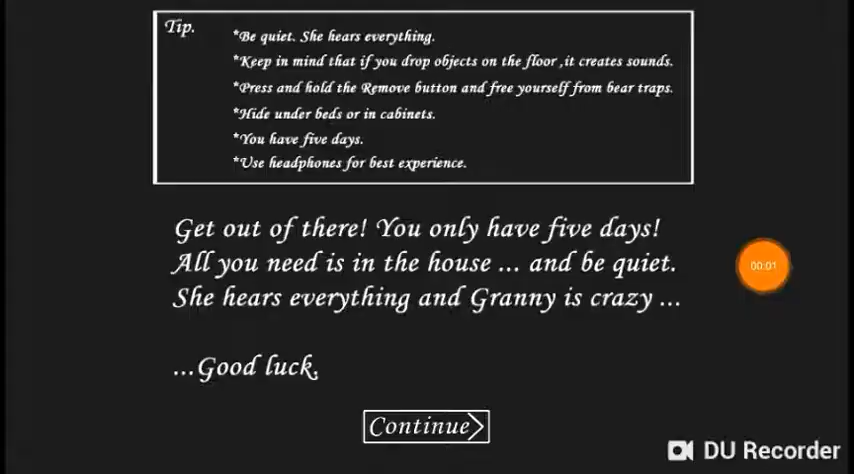 Tip.
*Be quiet. She hears everything.
*Keep in mind that if you drop objects on the floor ,it creates sounds.
*Press and hold the Remove button and free yourself from bear traps.
*Hide under beds or in cabinets.
*You have five days.
*Use headphones for best experience.
Get out of there! You only have five days!
All you need is in the house ... and be quiet.
She hears everything and Granny is crazy ...
...Good luck.
Continue
00:01
DU Recorder